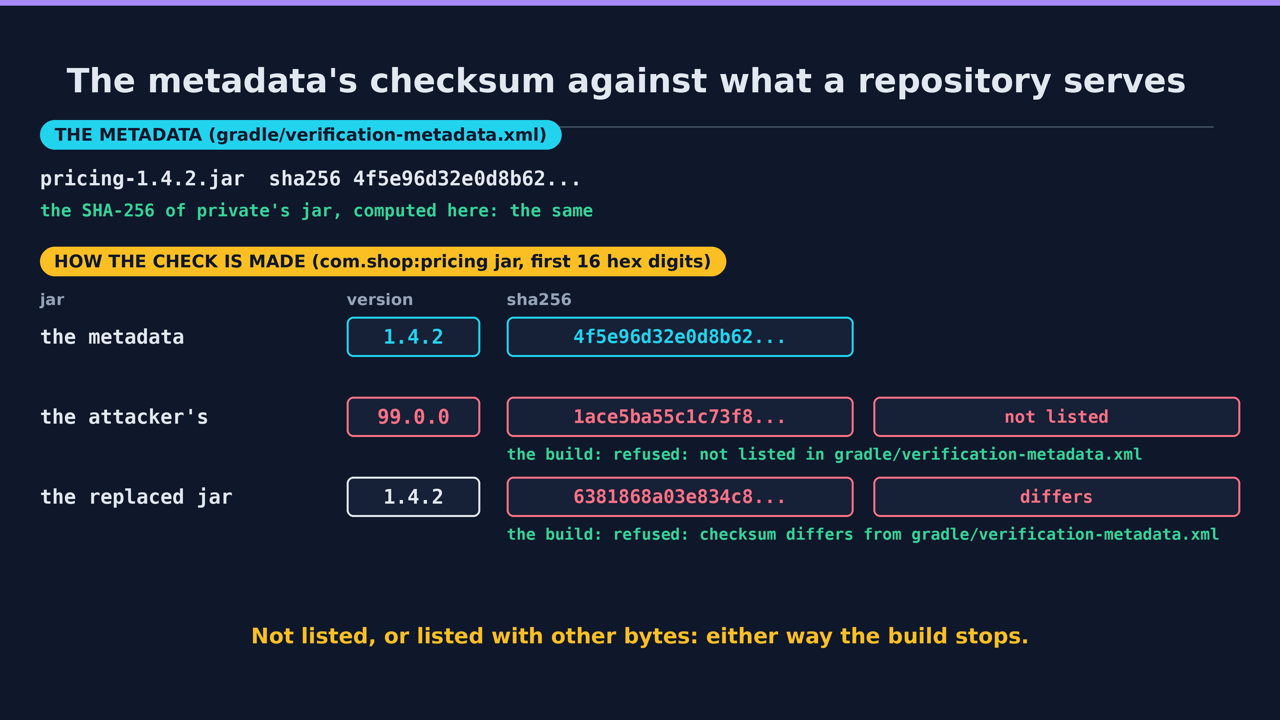 The metadata's checksum against what a repository serves
THE METADATA (gradle/verification-metadata.xml)
pricing-1.4.2.jar  sha256 4f5e96d32e0d8b62...
the SHA-256 of private's jar, computed here: the same
HOW THE CHECK IS MADE (com.shop:pricing jar, first 16 hex digits)
jar version sha256
the metadata 1.4.2 4f5e96d32e0d8b62...
the attacker's 99.0.0 1ace5ba55c1c73f8... not listed
the build: refused: not listed in gradle/verification-metadata.xml
the replaced jar 1.4.2 6381868a03e834c8... differs
the build: refused: checksum differs from gradle/verification-metadata.xml
Not listed, or listed with other bytes: either way the build stops.